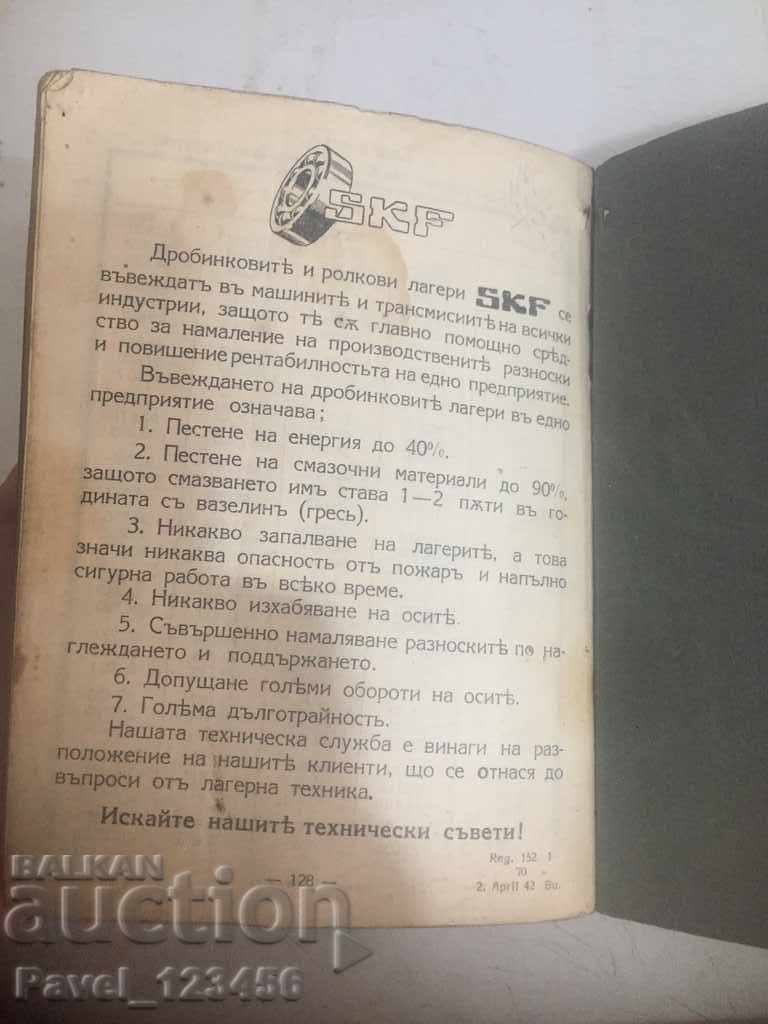 SKF
Дробинковитѣ и ролкови лагери SKF се
въвеждатъ въ машинитѣ и трансмисиитѣ на всички
индустрии, защото тѣ сѫ главно помощно срѣд-
ство за намаление на производственитѣ разноски
и повишение рентабилностьта на едно предприятие.
Въвеждането на дробинковитѣ лагери въ едно
предприятие означава;
1. Пестене на енергия до 40%.
2. Пестене на смазочни материали до 90%,
защото смазването имъ става 1—2 пѫти въ го-
дината съ вазелинъ (гресь).
3. Никакво запалване на лагеритѣ, а това
значи никаква опасность отъ пожаръ и напълно
сигурна работа въ всѣко време.
4. Никакво изхабяване на оситѣ.
5. Съвършенно намаляване разноскитѣ по на-
глеждането и поддържането.
6. Допущане голѣми обороти на оситѣ.
7. Голѣма дълготрайность.
Нашата техническа служба е винаги на раз-
положение на нашитѣ клиенти, що се отнася до
въпроси отъ лагерна техника.
Искайте нашитѣ технически съвети!
Reg. 152 1
70 "
— 128 —
2. April 42 Bu.
BALKAN
auction
Pavel_123456